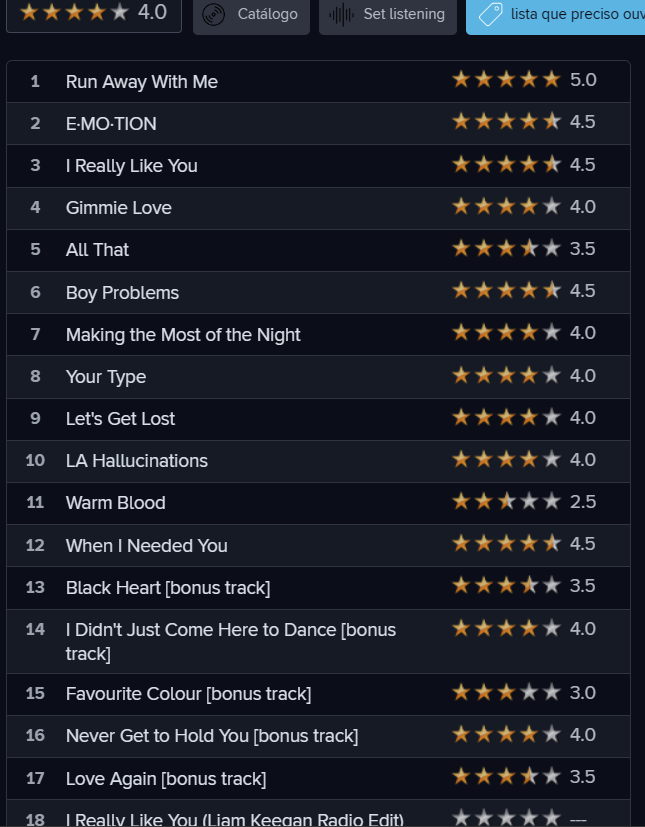 4.0 Catálogo Set listening lista que preciso ouv
1 Run Away With Me 5.0
2 E·MO·TION 4.5
3 I Really Like You 4.5
4 Gimmie Love 4.0
5 All That 3.5
6 Boy Problems 4.5
7 Making the Most of the Night 4.0
8 Your Type 4.0
9 Let's Get Lost 4.0
10 LA Hallucinations 4.0
11 Warm Blood 2.5
12 When I Needed You 4.5
13 Black Heart [bonus track] 3.5
14 I Didn't Just Come Here to Dance [bonus 4.0
track]
15 Favourite Colour [bonus track] 3.0
16 Never Get to Hold You [bonus track] 4.0
17 Love Again [bonus track] 3.5
18 I Really Like You (Liam Keegan Radio Edit) ---